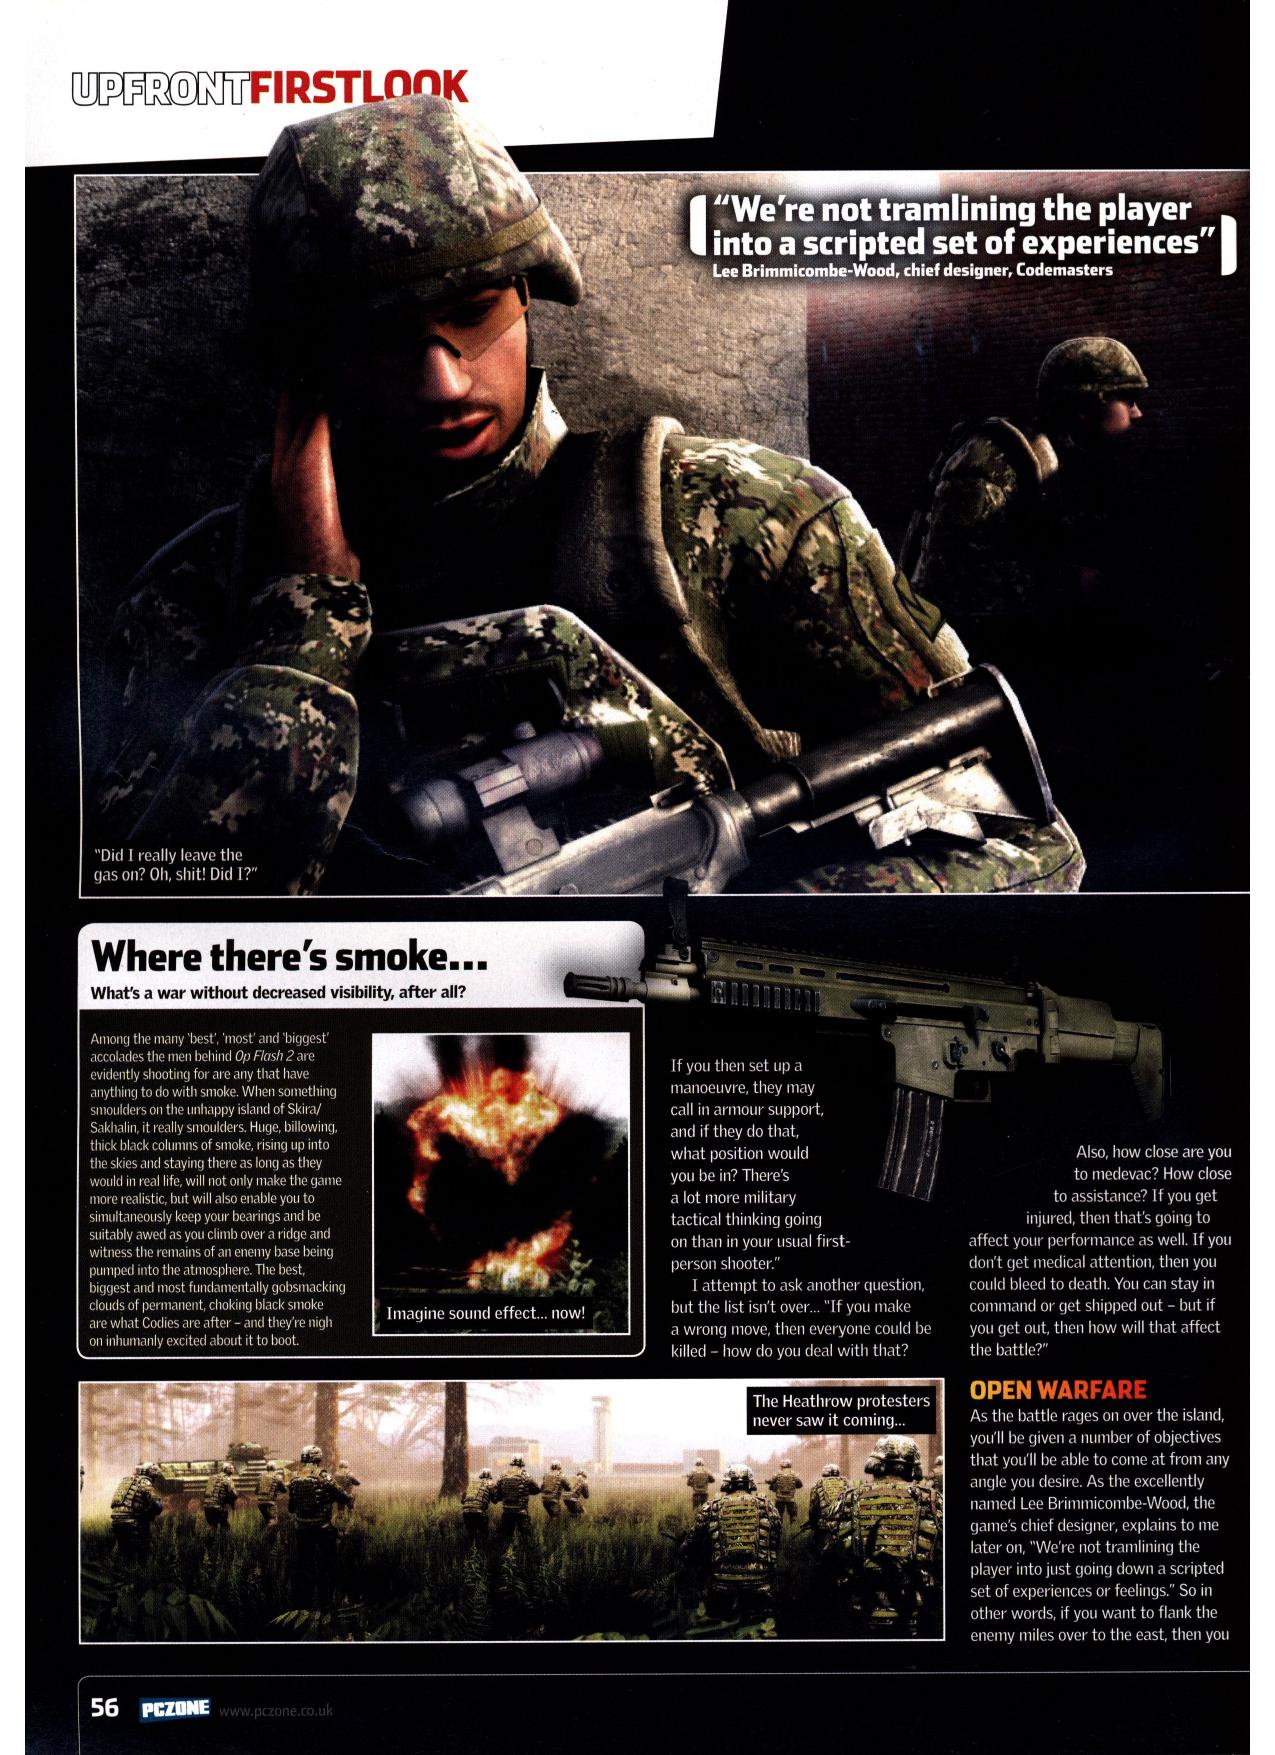 UPFRONTFIRSTLOOK
“We’re not tramlining the player
into a scripted set of experiences”
Lee Brimmicombe-Wood, chief designer, Codemasters
“Did I really leave the
gas on? Oh, shit! Did I?”
Where there’s smoke...
What’s a war without decreased visibility, after all?
Among the many ‘best’, ‘most’ and ‘biggest’
accolades the men behind Op Flash 2 are
evidently shooting for are any that have
anything to do with smoke. When something
smoulders on the unhappy island of Skira/
Sakhalin, it really smoulders. Huge, billowing,
thick black columns of smoke, rising up into
the skies and staying there as long as they
would in real life, will not only make the game
more realistic, but will also enable you to
simultaneously keep your bearings and be
suitably awed as you climb over a ridge and
witness the remains of an enemy base being
pumped into the atmosphere. The best,
biggest and most fundamentally gobsmacking
clouds of permanent, choking black smoke
are what Codies are after – and they’re nigh
on inhumanly excited about it to boot.
Imagine sound effect... now!
If you then set up a
manoeuvre, they may
call in armour support,
and if they do that,
what position would
you be in? There’s
a lot more military
tactical thinking going
on than in your usual first-
person shooter.”
I attempt to ask another question,
but the list isn’t over... “If you make
a wrong move, then everyone could be
killed – how do you deal with that?
Also, how close are you
to medevac? How close
to assistance? If you get
injured, then that’s going to
affect your performance as well. If you
don’t get medical attention, then you
could bleed to death. You can stay in
command or get shipped out – but if
you get out, then how will that affect
the battle?”
OPEN WARFARE
As the battle rages on over the island,
you’ll be given a number of objectives
that you’ll be able to come at from any
angle you desire. As the excellently
named Lee Brimmicombe-Wood, the
game’s chief designer, explains to me
later on, “We’re not tramlining the
player into just going down a scripted
set of experiences or feelings.” So in
other words, if you want to flank the
enemy miles over to the east, then you
The Heathrow protesters
never saw it coming...
56 PCZONE www.pczone.co.uk